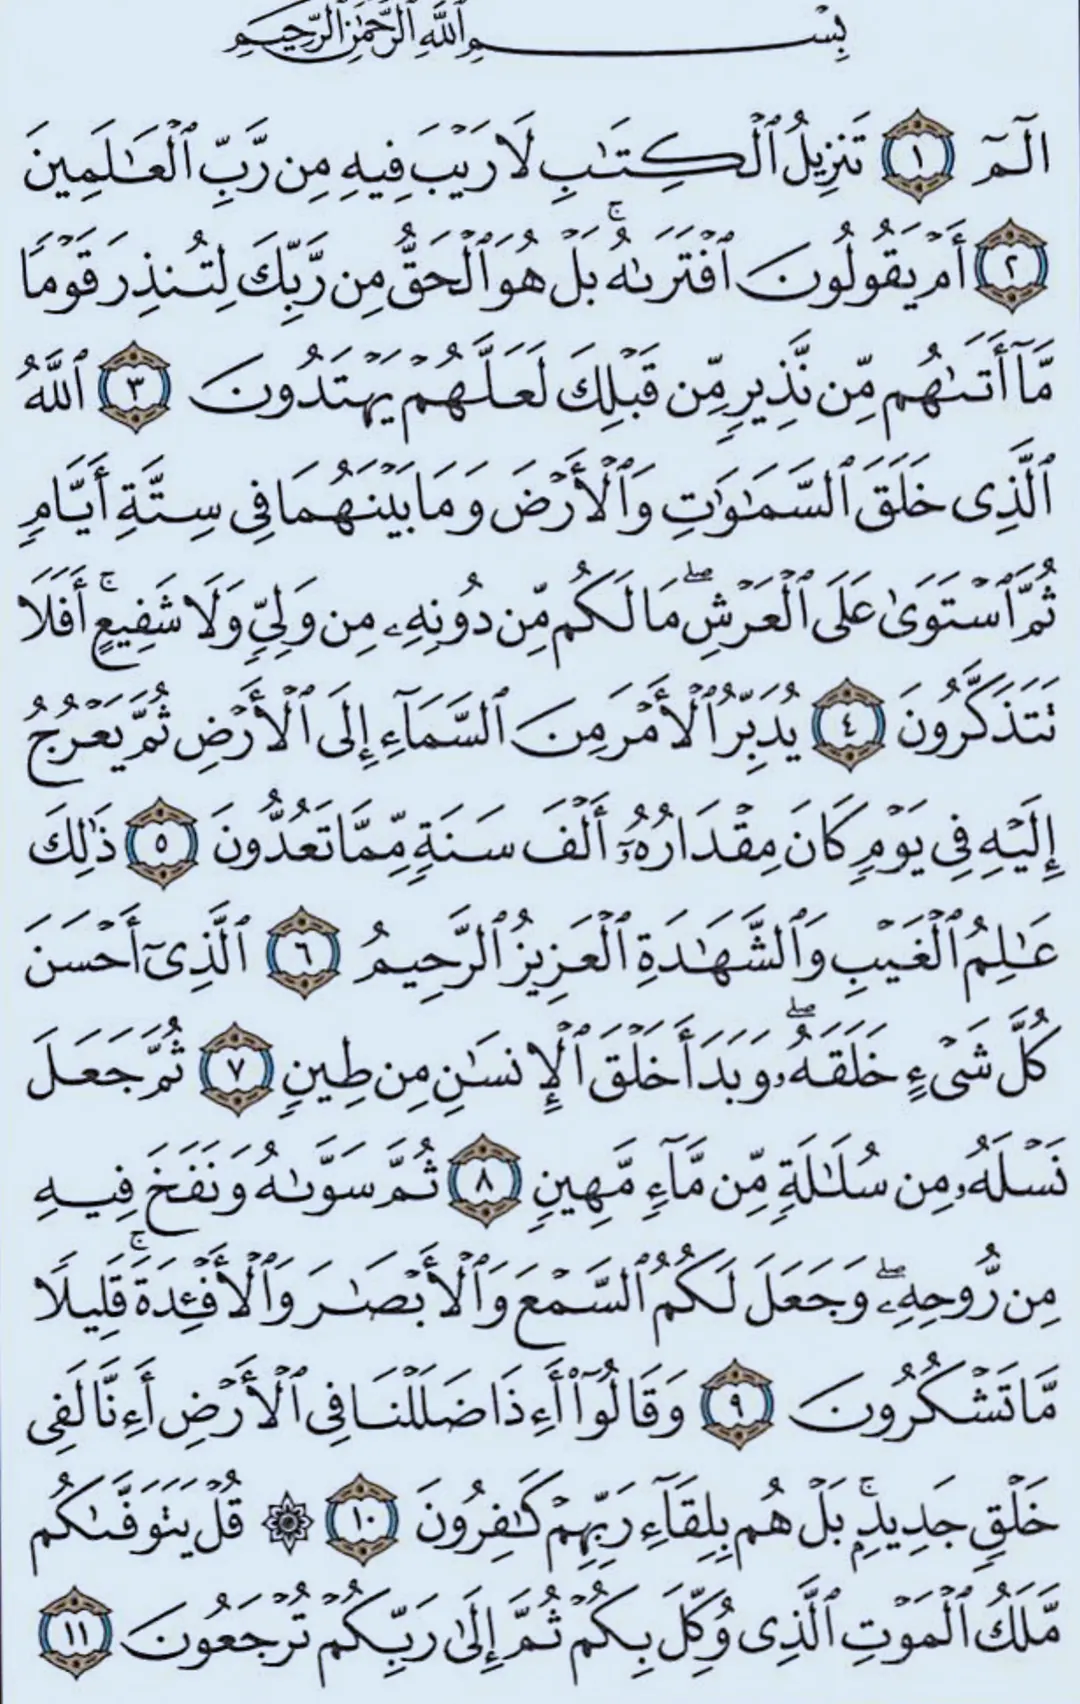 بِسْمِ ٱللَّهِ ٱلرَّحْمَٰنِ ٱلرَّحِيمِ
الٓمٓ ١ تَنزِيلُ ٱلْكِتَٰبِ لَا رَيْبَ فِيهِ مِن رَّبِّ ٱلْعَٰلَمِينَ
٢ أَمْ يَقُولُونَ ٱفْتَرَىٰهُ ۚ بَلْ هُوَ ٱلْحَقُّ مِن رَّبِّكَ لِتُنذِرَ قَوْمًا
مَّآ أَتَىٰهُم مِّن نَّذِيرٍ مِّن قَبْلِكَ لَعَلَّهُمْ يَهْتَدُونَ ٣ ٱللَّهُ
ٱلَّذِى خَلَقَ ٱلسَّمَٰوَٰتِ وَٱلْأَرْضَ وَمَا بَيْنَهُمَا فِى سِتَّةِ أَيَّامٍ
ثُمَّ ٱسْتَوَىٰ عَلَى ٱلْعَرْشِ ۖ مَا لَكُم مِّن دُونِهِۦ مِن وَلِىٍّ وَلَا شَفِيعٍ ۚ أَفَلَا
تَتَذَكَّرُونَ ٤ يُدَبِّرُ ٱلْأَمْرَ مِنَ ٱلسَّمَآءِ إِلَى ٱلْأَرْضِ ثُمَّ يَعْرُجُ
إِلَيْهِ فِى يَوْمٍ كَانَ مِقْدَارُهُۥٓ أَلْفَ سَنَةٍ مِّمَّا تَعُدُّونَ ٥ ذَٰلِكَ
عَٰلِمُ ٱلْغَيْبِ وَٱلشَّهَٰدَةِ ٱلْعَزِيزُ ٱلرَّحِيمُ ٦ ٱلَّذِىٓ أَحْسَنَ
كُلَّ شَىْءٍ خَلَقَهُۥ ۖ وَبَدَأَ خَلْقَ ٱلْإِنسَٰنِ مِن طِينٍ ٧ ثُمَّ جَعَلَ
نَسْلَهُۥ مِن سُلَٰلَةٍ مِّن مَّآءٍ مَّهِينٍ ٨ ثُمَّ سَوَّىٰهُ وَنَفَخَ فِيهِ
مِن رُّوحِهِۦ ۖ وَجَعَلَ لَكُمُ ٱلسَّمْعَ وَٱلْأَبْصَٰرَ وَٱلْأَفْـِٔدَةَ ۚ قَلِيلًا
مَّا تَشْكُرُونَ ٩ وَقَالُوٓا۟ أَءِذَا ضَلَلْنَا فِى ٱلْأَرْضِ أَءِنَّا لَفِى
خَلْقٍ جَدِيدٍۭ ۚ بَلْ هُم بِلِقَآءِ رَبِّهِمْ كَٰفِرُونَ ١٠ ۞ قُلْ يَتَوَفَّىٰكُم
مَّلَكُ ٱلْمَوْتِ ٱلَّذِى وُكِّلَ بِكُمْ ثُمَّ إِلَىٰ رَبِّكُمْ تُرْجَعُونَ ١١